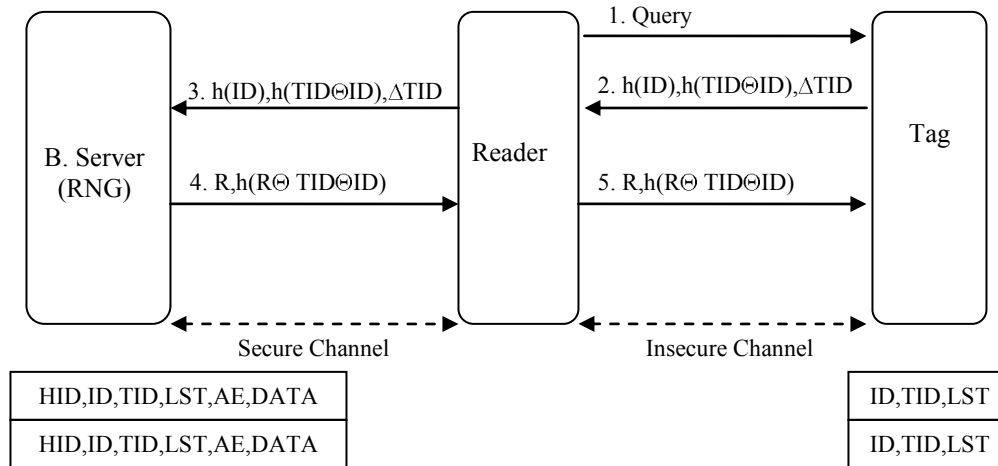 1. Query
3. h(ID),h(TIDΘID),ΔTID
2. h(ID),h(TIDΘID),ΔTID
B. Server
(RNG)
Reader
Tag
4. R,h(RΘ TIDΘID)
5. R,h(RΘ TIDΘID)
Secure Channel
Insecure Channel
HID,ID,TID,LST,AE,DATA
ID,TID,LST
HID,ID,TID,LST,AE,DATA
ID,TID,LST